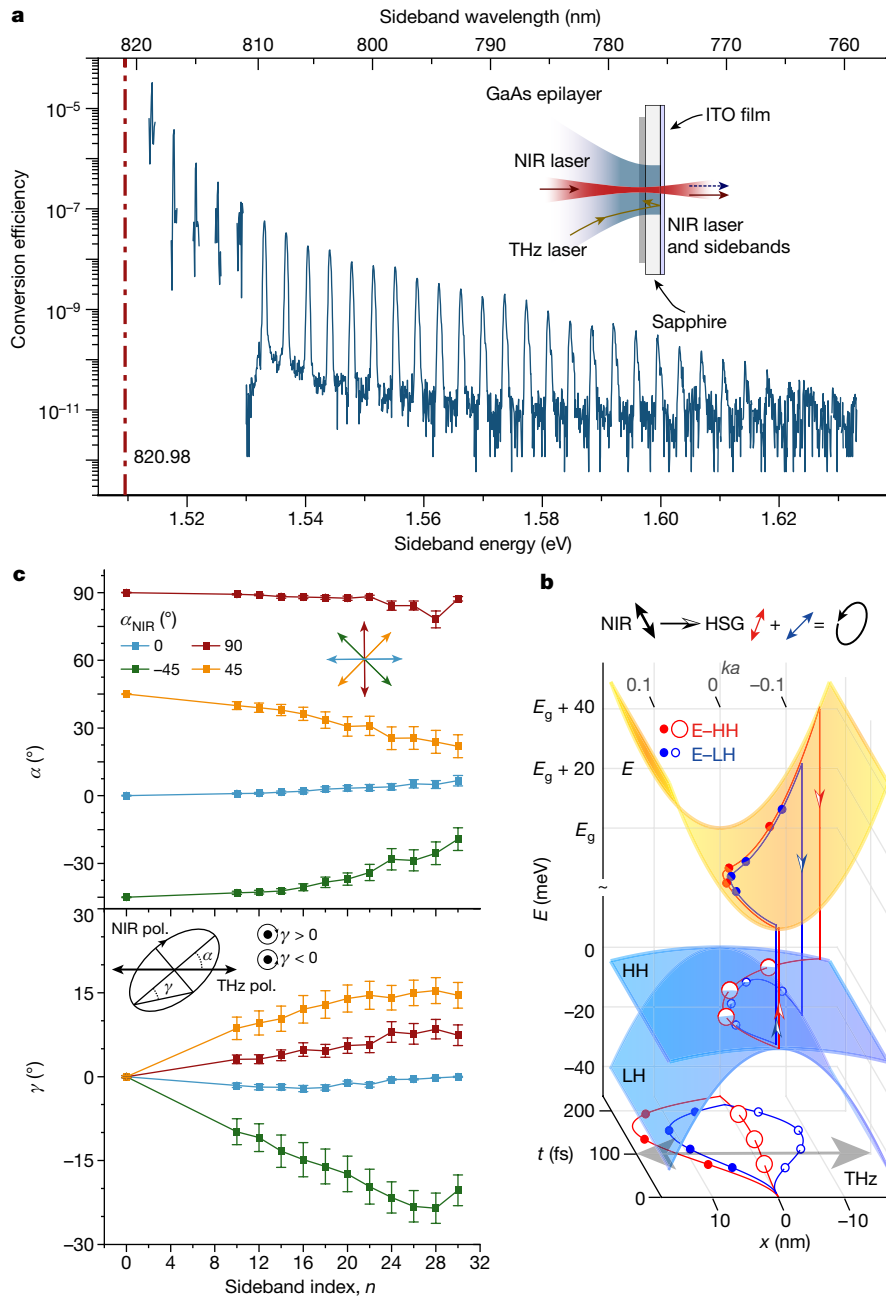 a
Sideband wavelength (nm)
820 810 800 790 780 770 760
Conversion efficiency
10⁻⁵
10⁻⁷
10⁻⁹
10⁻¹¹
GaAs epilayer
ITO film
NIR laser
THz laser
NIR laser
and sidebands
Sapphire
820.98
1.52 1.54 1.56 1.58 1.60 1.62
Sideband energy (eV)
c
α (°)
90
60
30
0
−30
α_NIR (°)
0 90
−45 45
γ (°)
30
15
0
−15
−30
NIR pol.
α
γ
THz pol.
γ > 0
γ < 0
0 4 8 12 16 20 24 28 32
Sideband index, n
b
NIR HSG + =
ka
0.1 0 −0.1
E_g + 40
E_g + 20
E_g
E–HH
E–LH
E
E (meV)
~
0
−20
−40
HH
LH
200
100
0
t (fs)
THz
10 0 −10
x (nm)